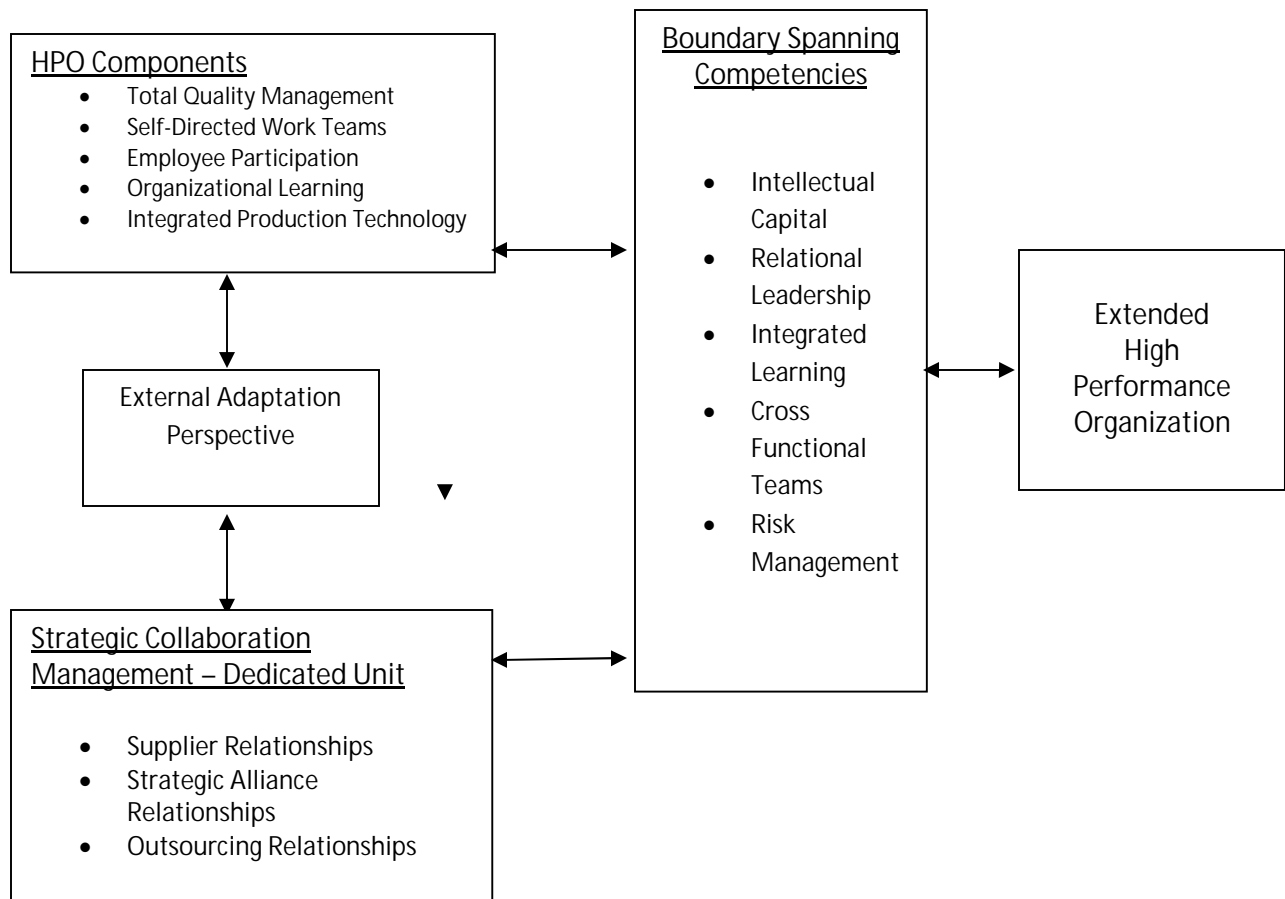 HPO Components
• Total Quality Management
• Self-Directed Work Teams
• Employee Participation
• Organizational Learning
• Integrated Production Technology
External Adaptation
Perspective
Strategic Collaboration
Management – Dedicated Unit
• Supplier Relationships
• Strategic Alliance
Relationships
• Outsourcing Relationships
Boundary Spanning
Competencies
• Intellectual
Capital
• Relational
Leadership
• Integrated
Learning
• Cross
Functional
Teams
• Risk
Management
Extended
High
Performance
Organization